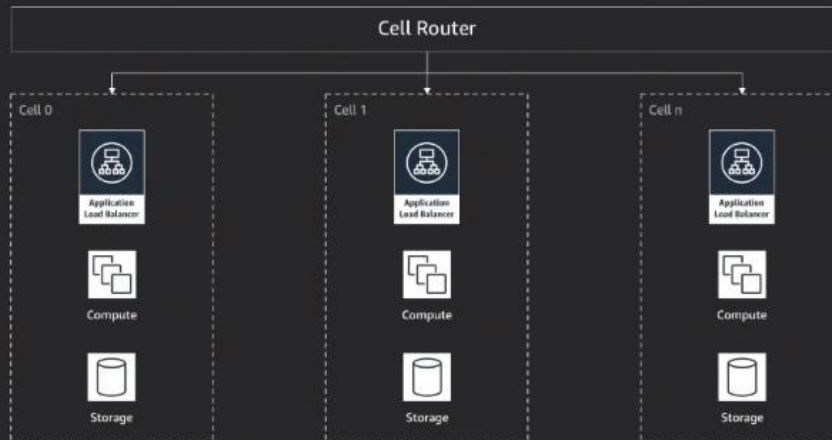 Cell Router
Cell 0
Cell 1
Cell n
Application
Load Balancer
Application
Load Balancer
Application
Load Balancer
Compute
Compute
Compute
Storage
Storage
Storage